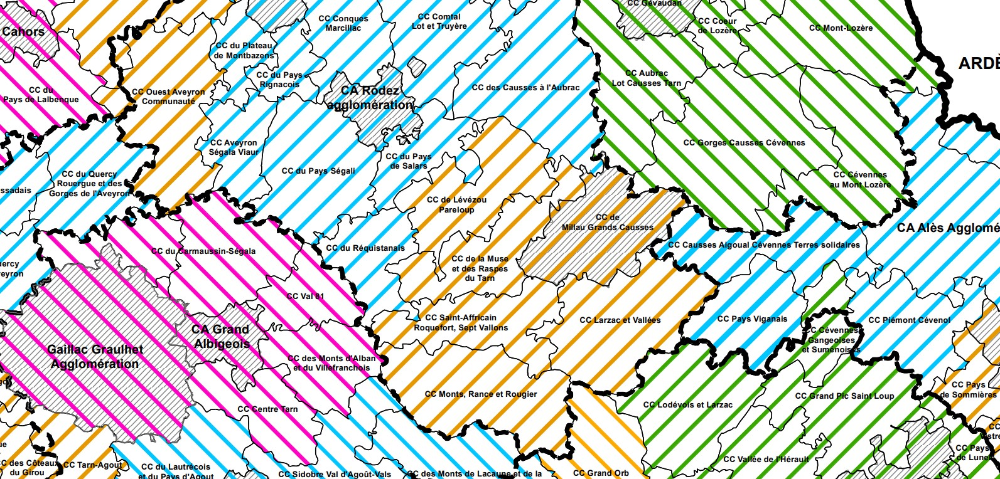 CC Gévaudan
CC Conques
Marcillac
CC Comtal
Lot et Truyère
CC Coeur
de Lozère
CC Mont-Lozère
Cahors
CC du Plateau
de Montbazens
ARDÈ
CC du Pays
Rignacois
CC Aubrac
Lot Causses Tarn
CC du
Pays de Lalbenque
CC Ouest Aveyron
Communauté
CA Rodez
agglomération
CC des Causses à l'Aubrac
CC Aveyron
Ségala Viaur
CC Gorges Causses Cévennes
CC du Pays
de Salars
CC du Pays Ségali
CC du Quercy
Rouergue et des
Gorges de l'Aveyron
CC Cévennes
au Mont Lozère
ssadais
CC de Lévézou
Pareloup
CC de
Millau Grands Causses
CA Alès Agglomé
CC Causses Aigoual Cévennes Terres solidaires
CC du Carmaussin-Ségala
CC du Réquistanais
uercy
eyron
CC de la Muse
et des Raspes
du Tarn
CC Val 81
CC Saint-Affricain
Roquefort, Sept Vallons
CC Larzac et Vallées
CC Pays Viganais
CC Piémont Cévenol
CA Grand
Albigeois
CC Cévennes
Gangeoises
et Suménoises
Gaillac Graulhet
Agglomération
CC des Monts d'Alban
et du Villefranchois
go
CC Monts, Rance et Rougier
CC Pays
de Sommières
CC Grand Pic Saint Loup
CC Lodévois et Larzac
CC Centre Tarn
CC
istre
ue
CC Pays
de Lunel
CC Vallée de l'Hérault
C des Côteaux
du Girou
CC Tarn-Agout
CC du Lautrécois
et du Pays d'Agout
CC Sidobre Val d'Agoût-Vals
CC des Monts de Lacaune et de la
CC Grand Orb